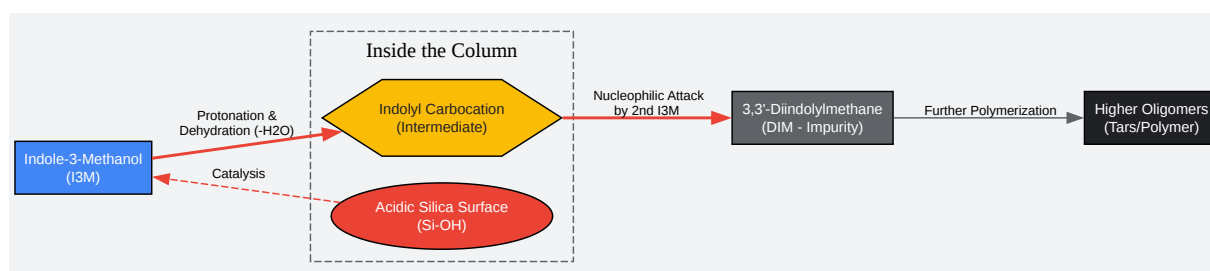 Inside the Column
Protonation &
Dehydration (-H2O)
Indole-3-Methanol
(I3M)
Catalysis
Indolyl Carbocation
(Intermediate)
Acidic Silica Surface
(Si-OH)
Nucleophilic Attack
by 2nd I3M
3,3'-Diindolylmethane
(DIM - Impurity)
Further Polymerization
Higher Oligomers
(Tars/Polymer)